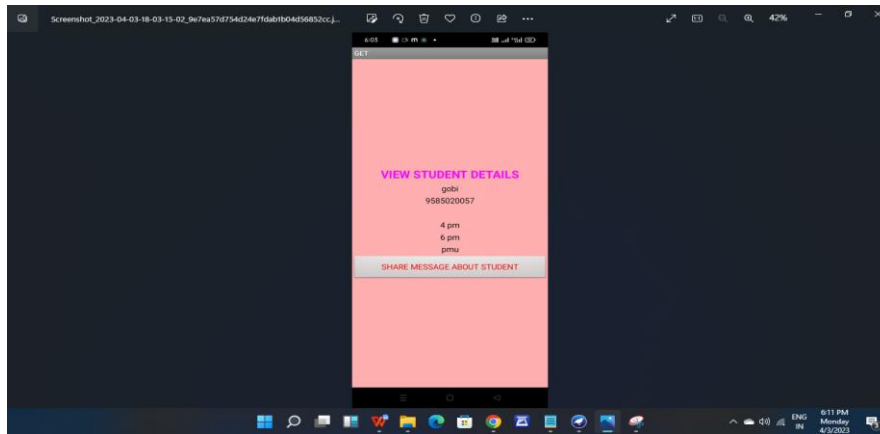 Screenshot_2023-04-03-18-03-15-02_9e7ea57d754d24e7fdab1b04d56852cc.j...
42%
6:03
GET
VIEW STUDENT DETAILS
gobi
9585020057
4 pm
6 pm
pmu
SHARE MESSAGE ABOUT STUDENT
ENG
IN
6:11 PM
Monday
4/3/2023